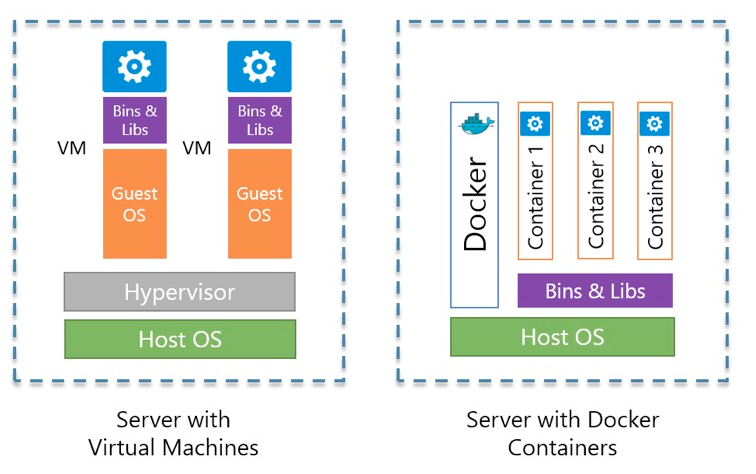 VM
Bins &
Libs
Guest
OS
VM
Bins &
Libs
Guest
OS
Hypervisor
Host OS
Server with
Virtual Machines
Docker
Container 1
Container 2
Container 3
Bins & Libs
Host OS
Server with Docker
Containers